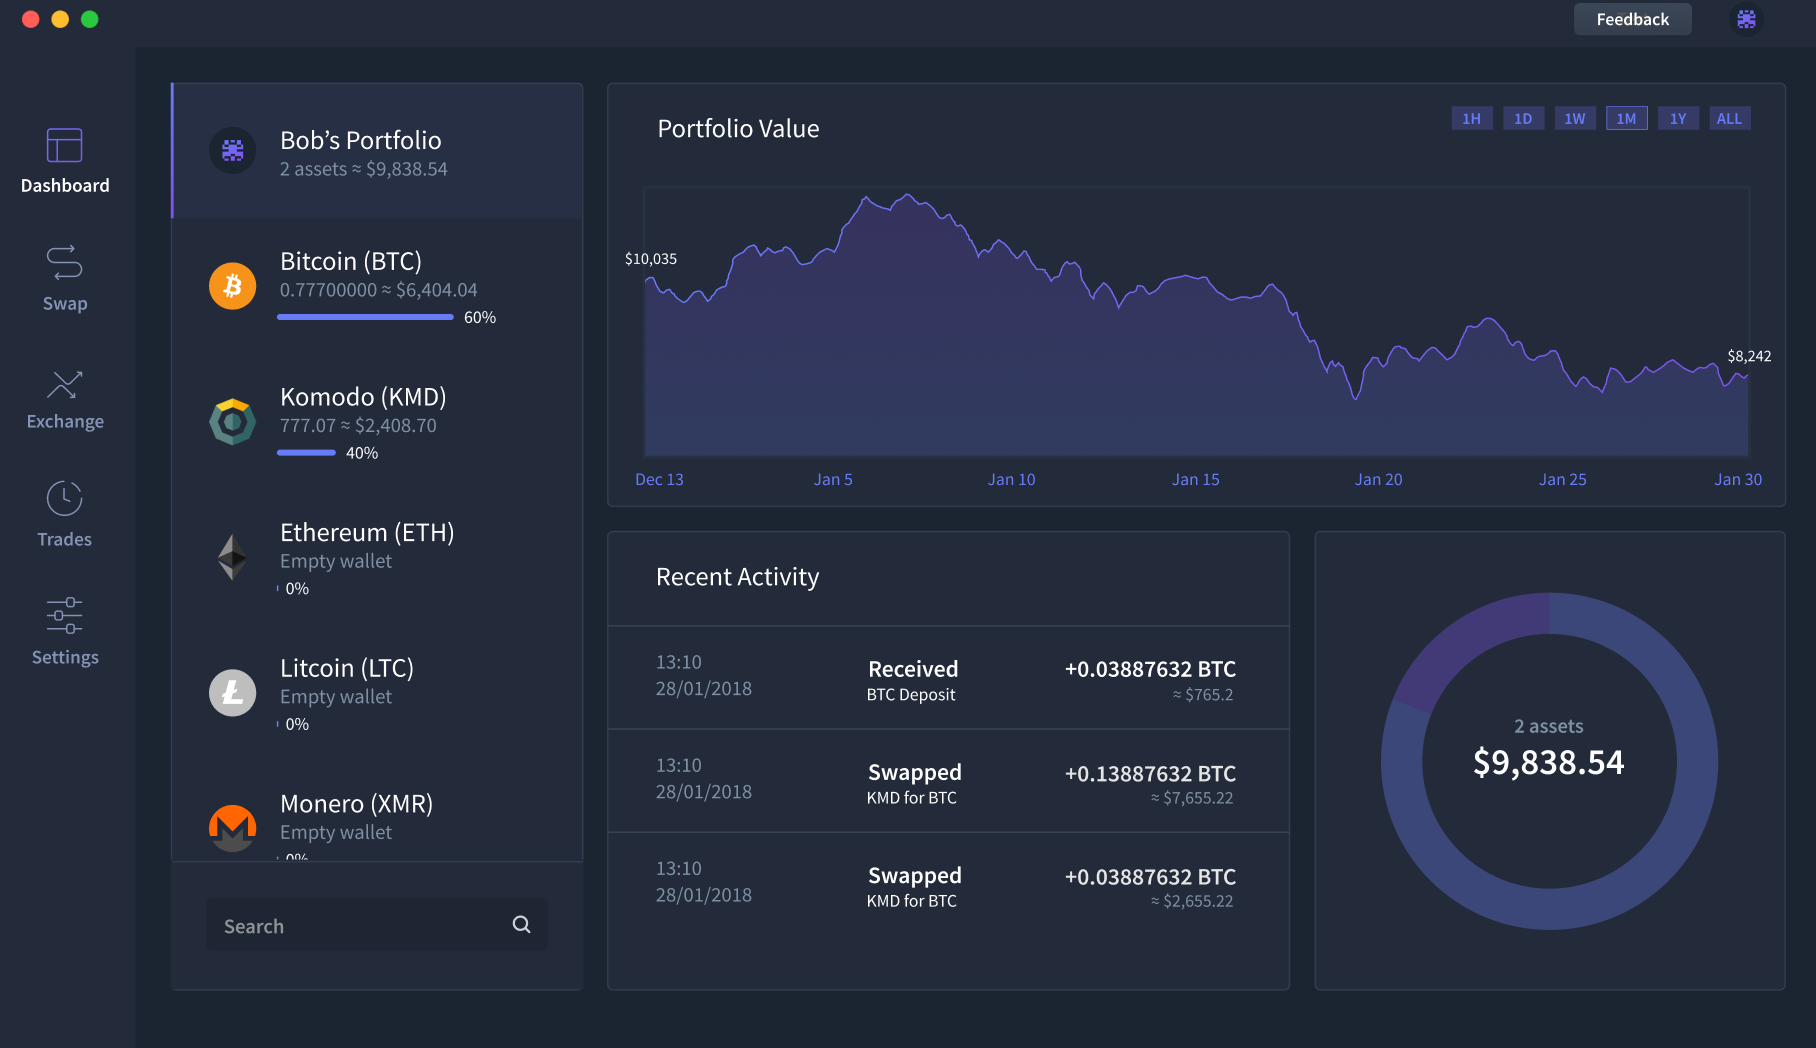 Feedback
Dashboard
Swap
Exchange
Trades
Settings
Bob’s Portfolio
2 assets ≈ $9,838.54
Bitcoin (BTC)
0.77700000 ≈ $6,404.04
60%
Komodo (KMD)
777.07 ≈ $2,408.70
40%
Ethereum (ETH)
Empty wallet
0%
Litcoin (LTC)
Empty wallet
0%
Monero (XMR)
Empty wallet
0%
Search
Portfolio Value
1H 1D 1W 1M 1Y ALL
$10,035
$8,242
Dec 13 Jan 5 Jan 10 Jan 15 Jan 20 Jan 25 Jan 30
Recent Activity
13:10
28/01/2018
Received
BTC Deposit
+0.03887632 BTC
≈ $765.2
13:10
28/01/2018
Swapped
KMD for BTC
+0.13887632 BTC
≈ $7,655.22
13:10
28/01/2018
Swapped
KMD for BTC
+0.03887632 BTC
≈ $2,655.22
2 assets
$9,838.54